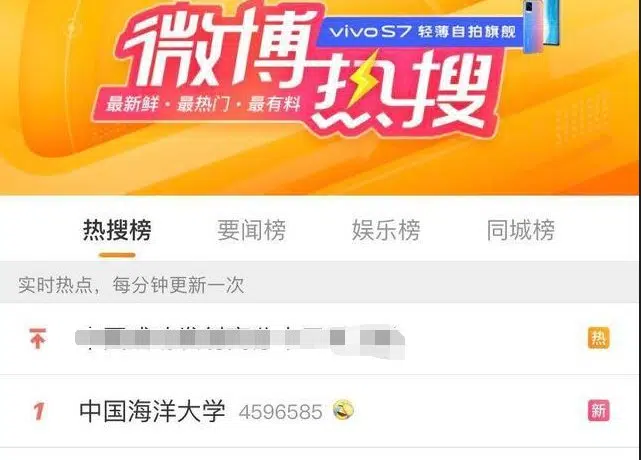 微博热搜
vivo S7 轻薄自拍旗舰
最新鲜·最热门·最有料
热搜榜 要闻榜 娱乐榜 同城榜
实时热点，每分钟更新一次
热
1 中国海洋大学 4596585 新